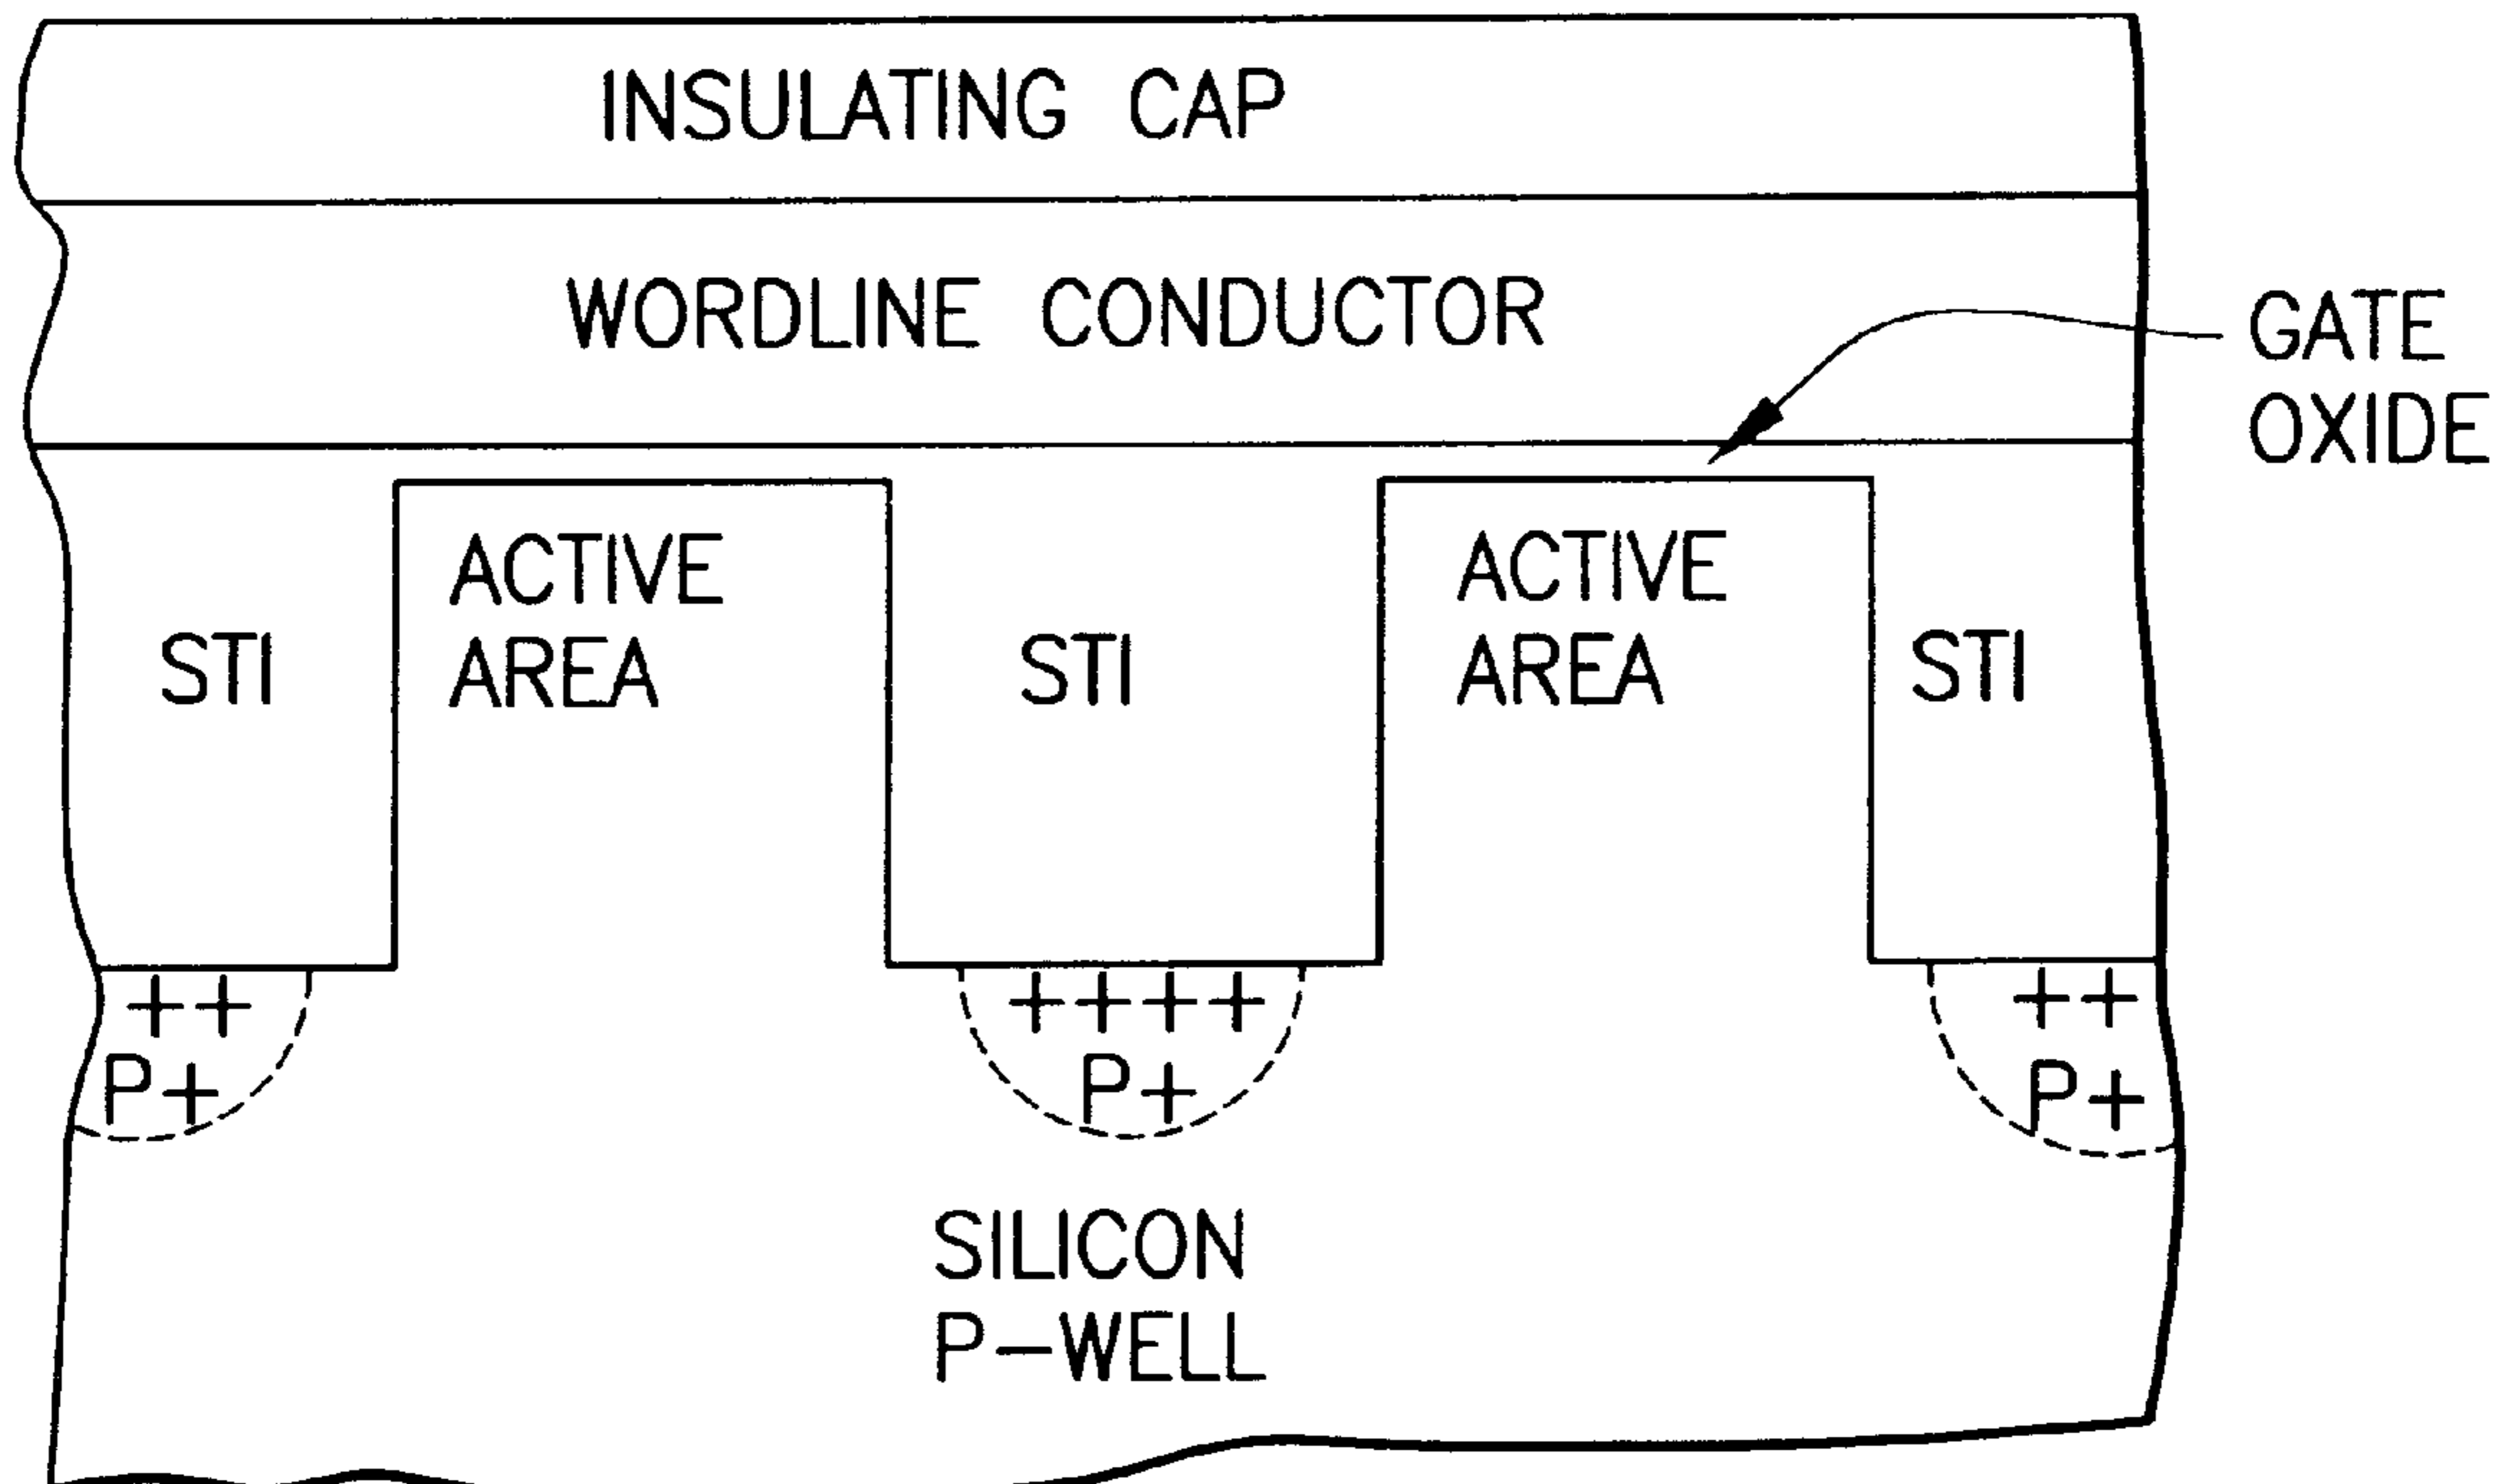 INSULATING CAP
WORDLINE CONDUCTOR
GATE
OXIDE
ACTIVE
AREA
ACTIVE
AREA
STI
STI
STI
++
++++
++
P+
P+
P+
SILICON
P-WELL